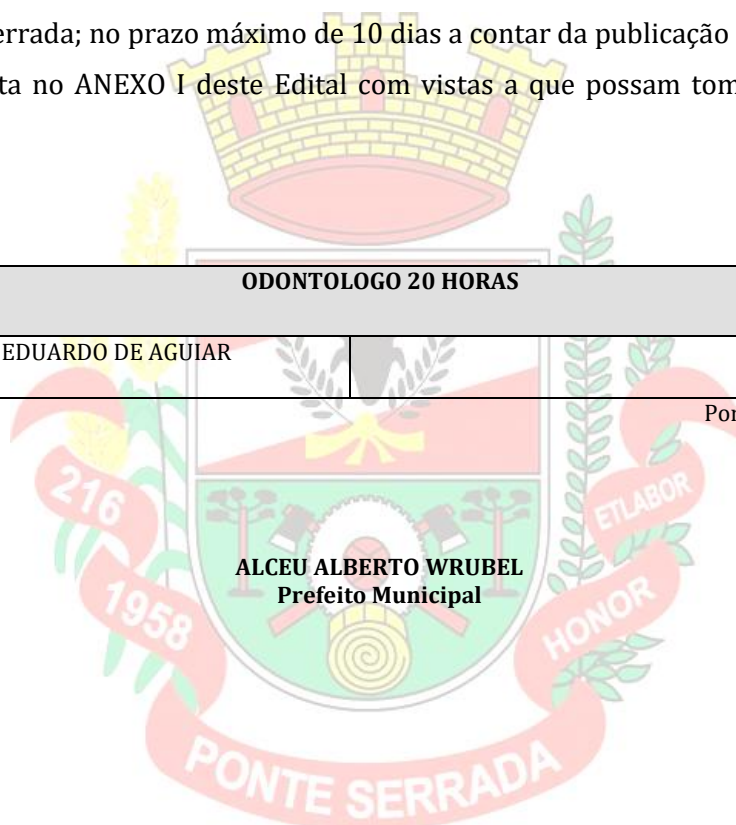 errada; no prazo máximo de 10 dias a contar da publicação
ta no ANEXO I deste Edital com vistas a que possam tom
ODONTOLOGO 20 HORAS
EDUARDO DE AGUIAR
Por
ALCEU ALBERTO WRUBEL
Prefeito Municipal
216
1958
PONTE SERRADA
HONOR
ETLABOR